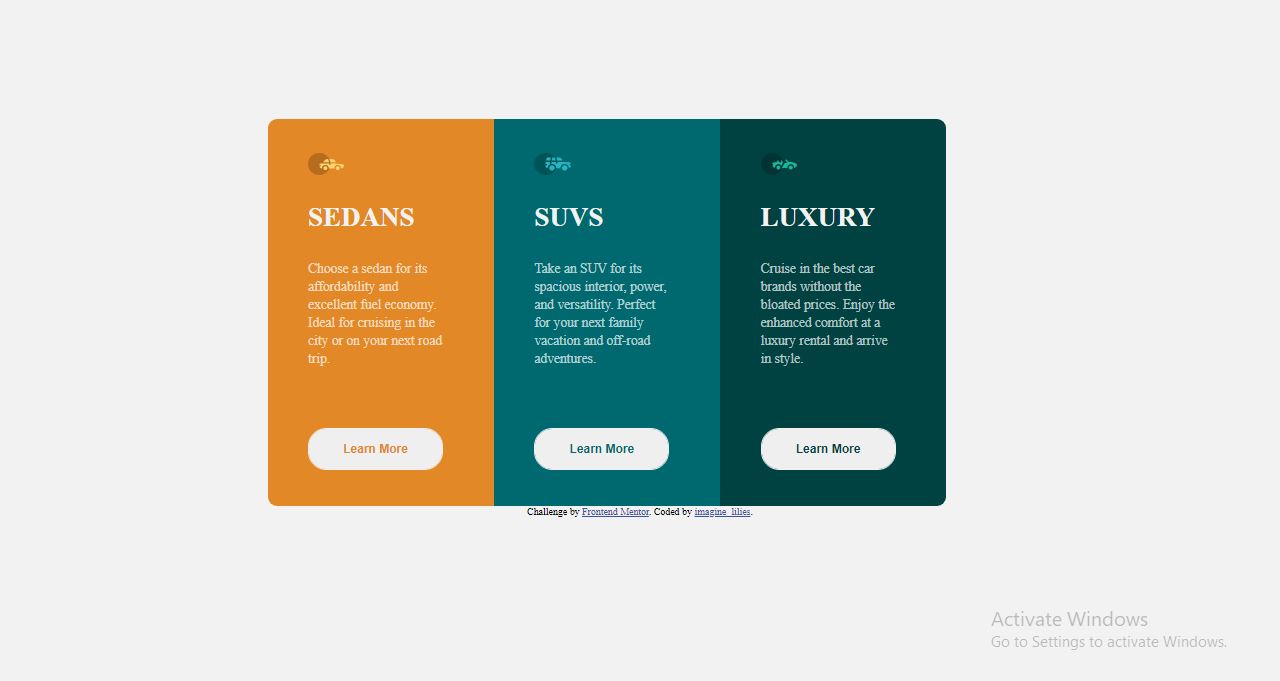 SEDANS
Choose a sedan for its
affordability and
excellent fuel economy.
Ideal for cruising in the
city or on your next road
trip.
Learn More
SUVS
Take an SUV for its
spacious interior, power,
and versatility. Perfect
for your next family
vacation and off-road
adventures.
Learn More
LUXURY
Cruise in the best car
brands without the
bloated prices. Enjoy the
enhanced comfort at a
luxury rental and arrive
in style.
Learn More
Challenge by Frontend Mentor. Coded by imagine_lilies.
Activate Windows
Go to Settings to activate Windows.